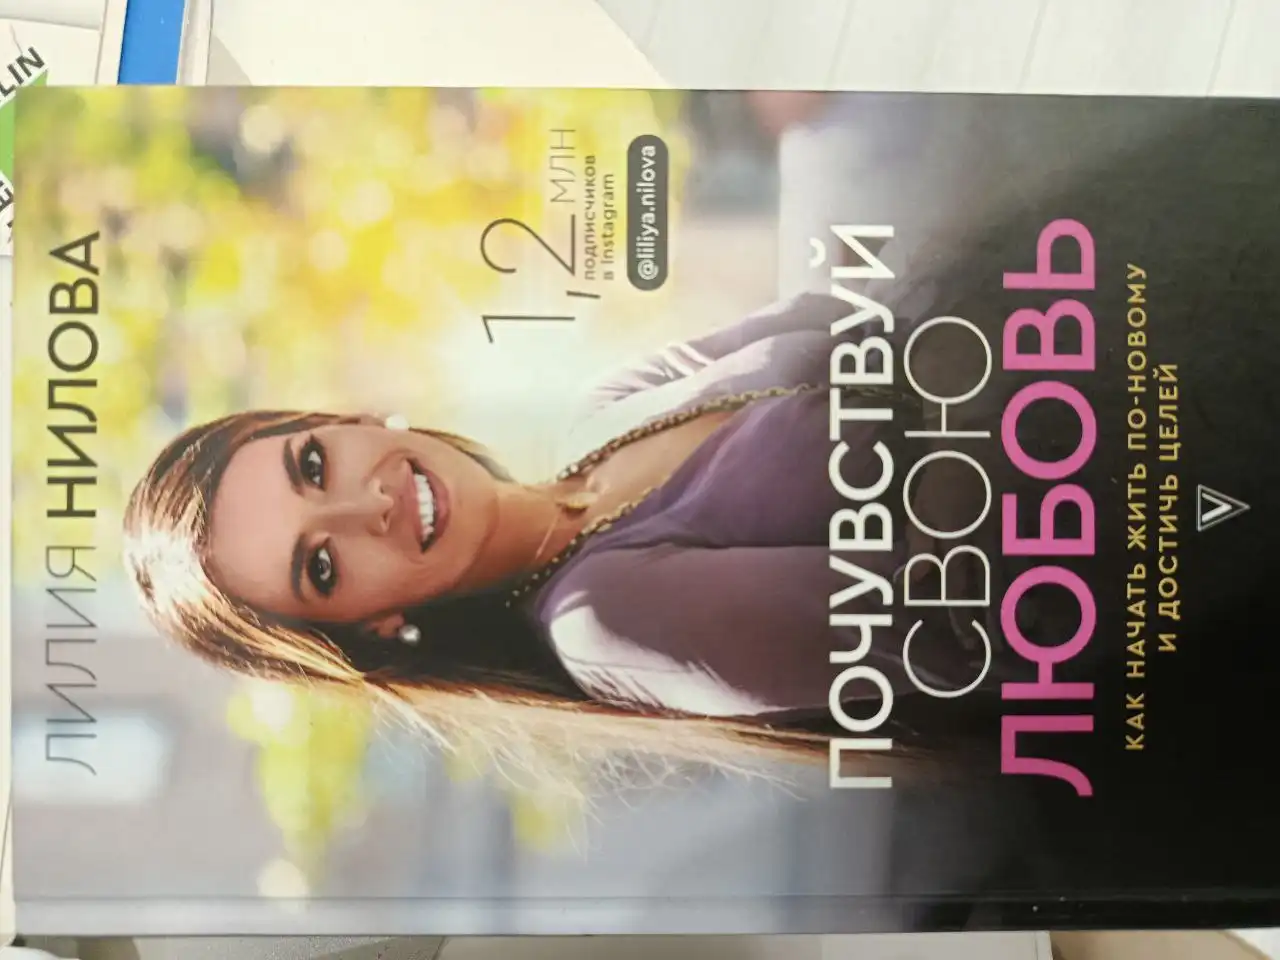 ЛИЛИЯ НИЛОВА
1,2 МЛН
подписчиков
в Instagram
@liliya.nilova
ПОЧУВСТВУЙ
СВОЮ
ЛЮБОВЬ
КАК НАЧАТЬ ЖИТЬ ПО-НОВОМУ
И ДОСТИЧЬ ЦЕЛЕЙ
V
LIN